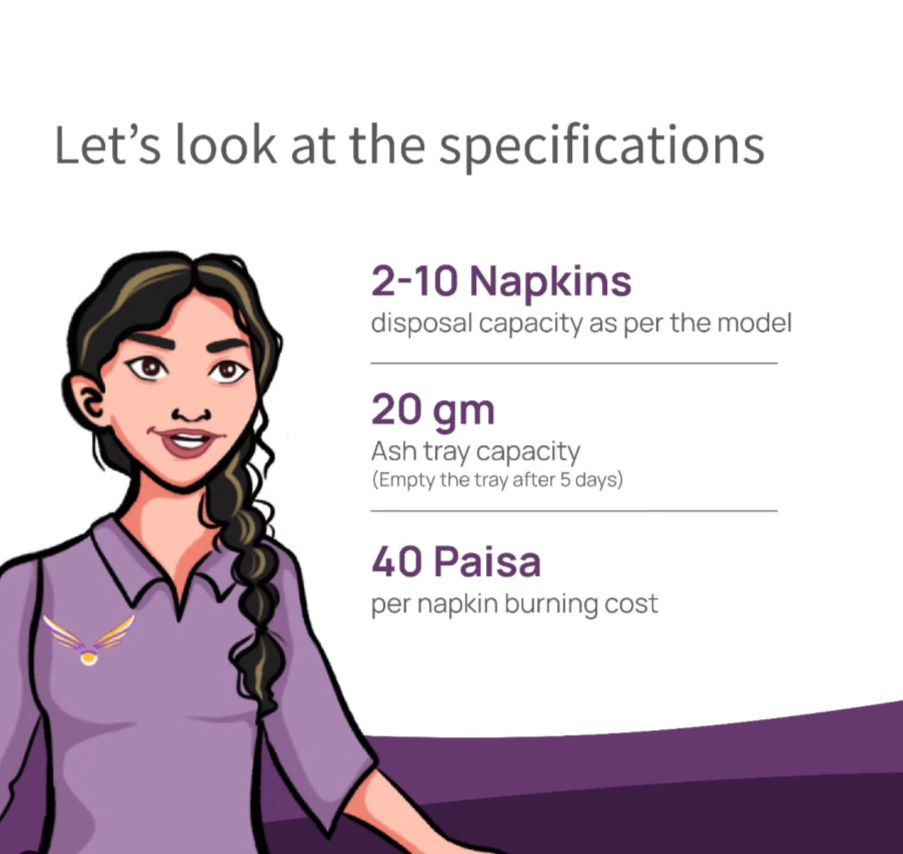 Let's look at the specifications
2-10 Napkins
disposal capacity as per the model
20 gm
Ash tray capacity
(Empty the tray after 5 days)
40 Paisa
per napkin burning cost